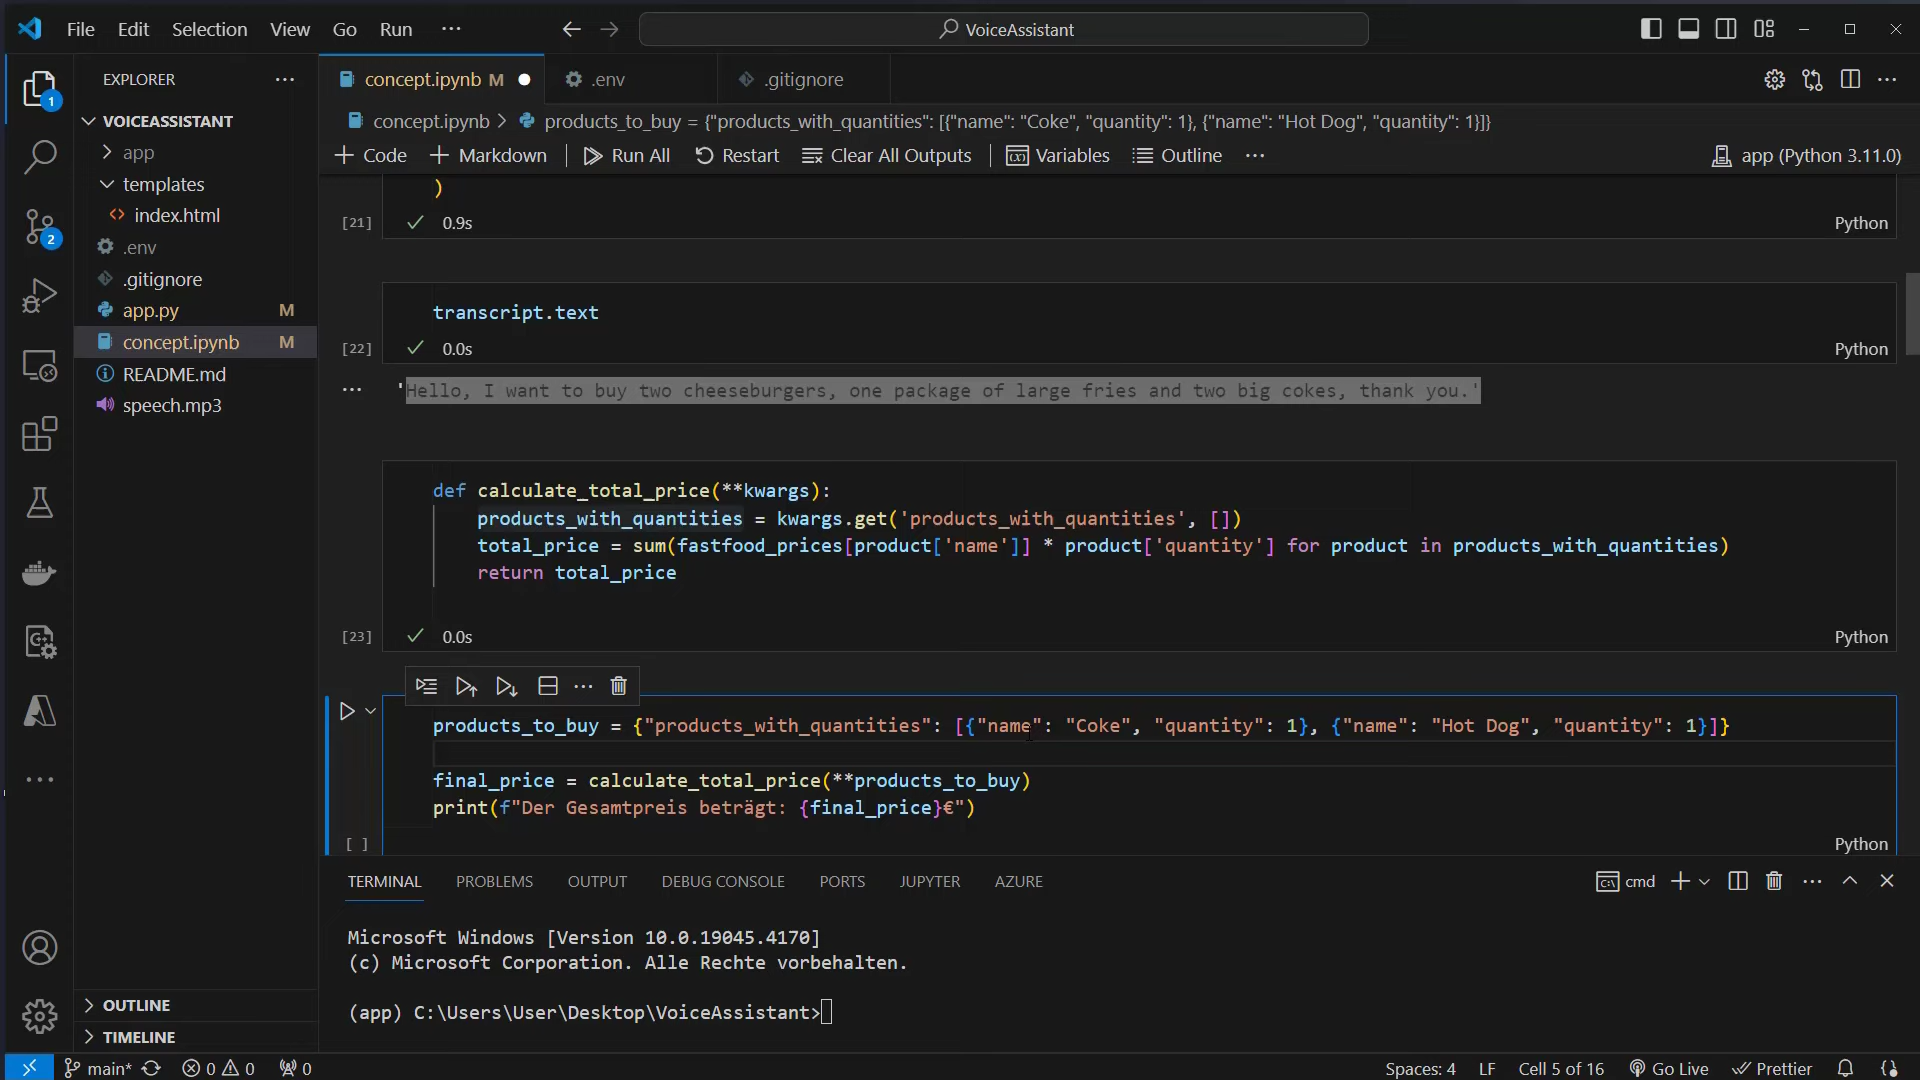 File Edit Selection View Go Run ··· VoiceAssistant
EXPLORER ···
VOICEASSISTANT
app
templates
index.html
.env
.gitignore
app.py M
concept.ipynb M
README.md
speech.mp3
OUTLINE
TIMELINE
1
2
concept.ipynb M .env .gitignore
concept.ipynb > products_to_buy = {"products_with_quantities": [{"name": "Coke", "quantity": 1}, {"name": "Hot Dog", "quantity": 1}]}
+ Code + Markdown Run All Restart Clear All Outputs Variables Outline ··· app (Python 3.11.0)
)
[21] 0.9s Python
transcript.text
[22] 0.0s Python
··· 'Hello, I want to buy two cheeseburgers, one package of large fries and two big cokes, thank you.'
def calculate_total_price(**kwargs):
products_with_quantities = kwargs.get('products_with_quantities', [])
total_price = sum(fastfood_prices[product['name']] * product['quantity'] for product in products_with_quantities)
return total_price
[23] 0.0s Python
products_to_buy = {"products_with_quantities": [{"name": "Coke", "quantity": 1}, {"name": "Hot Dog", "quantity": 1}]}
final_price = calculate_total_price(**products_to_buy)
print(f"Der Gesamtpreis beträgt: {final_price}€")
[ ] Python
TERMINAL PROBLEMS OUTPUT DEBUG CONSOLE PORTS JUPYTER AZURE cmd
Microsoft Windows [Version 10.0.19045.4170]
(c) Microsoft Corporation. Alle Rechte vorbehalten.
(app) C:\Users\User\Desktop\VoiceAssistant>
main* 0 0 0 Spaces: 4 LF Cell 5 of 16 Go Live Prettier